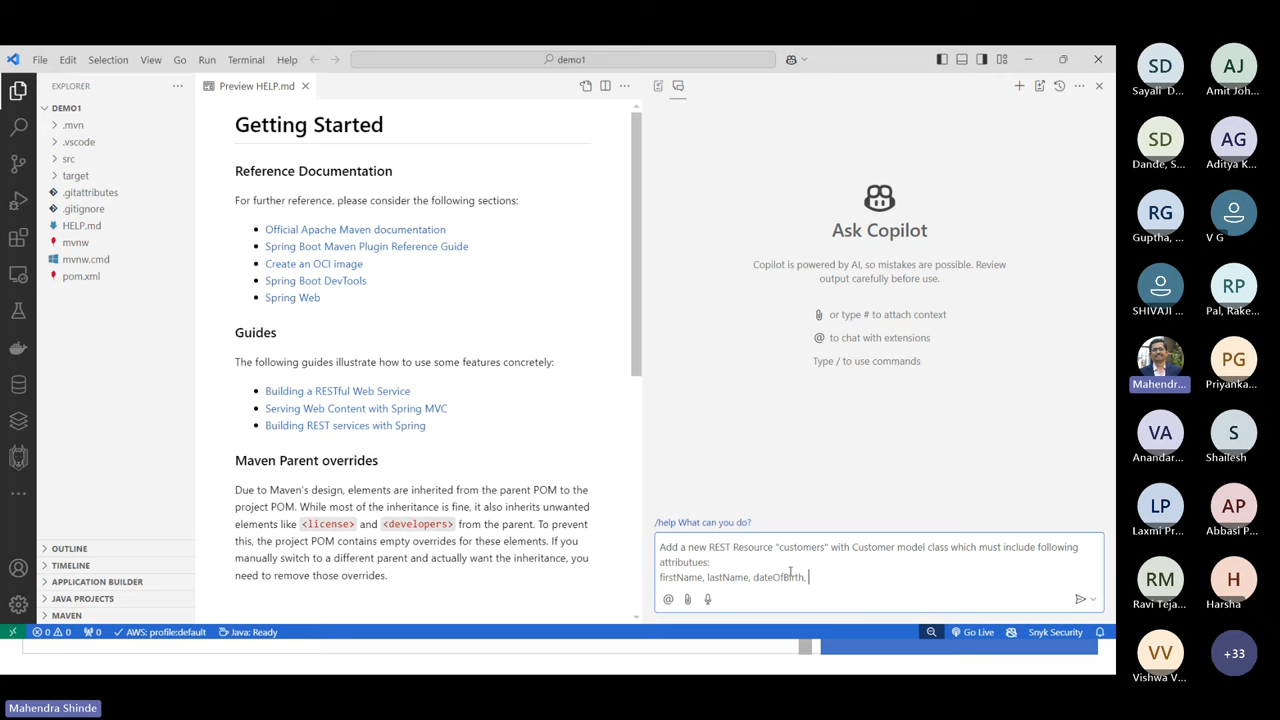 File Edit Selection View Go Run Terminal Help
demo1
EXPLORER
DEMO1
.mvn
.vscode
src
target
.gitattributes
.gitignore
HELP.md
mvnw
mvnw.cmd
pom.xml
OUTLINE
TIMELINE
APPLICATION BUILDER
JAVA PROJECTS
MAVEN
Preview HELP.md
Getting Started
Reference Documentation
For further reference, please consider the following sections:
Official Apache Maven documentation
Spring Boot Maven Plugin Reference Guide
Create an OCI image
Spring Boot DevTools
Spring Web
Guides
The following guides illustrate how to use some features concretely:
Building a RESTful Web Service
Serving Web Content with Spring MVC
Building REST services with Spring
Maven Parent overrides
Due to Maven's design, elements are inherited from the parent POM to the
project POM. While most of the inheritance is fine, it also inherits unwanted
elements like <license> and <developers> from the parent. To prevent
this, the project POM contains empty overrides for these elements. If you
manually switch to a different parent and actually want the inheritance, you
need to remove those overrides.
Ask Copilot
Copilot is powered by AI, so mistakes are possible. Review
output carefully before use.
or type # to attach context
@ to chat with extensions
Type / to use commands
/help What can you do?
Add a new REST Resource "customers" with Customer model class which must include following
attributues:
firstName, lastName, dateOfBirth,
0 0 0 AWS: profile:default Java: Ready
Go Live Snyk Security
SD AJ
Sayali D... Amit Joh...
SD AG
Dande, S... Aditya K...
RG
Guptha, ... V G
RP
SHIVAJI ... Pal, Rake...
PG
Mahendr... Priyanka...
VA S
Anandar... Shailesh
LP AP
Laxmi Pr... Abbasi P...
RM H
Ravi Teja... Harsha
VV +33
Vishwa V...
Mahendra Shinde